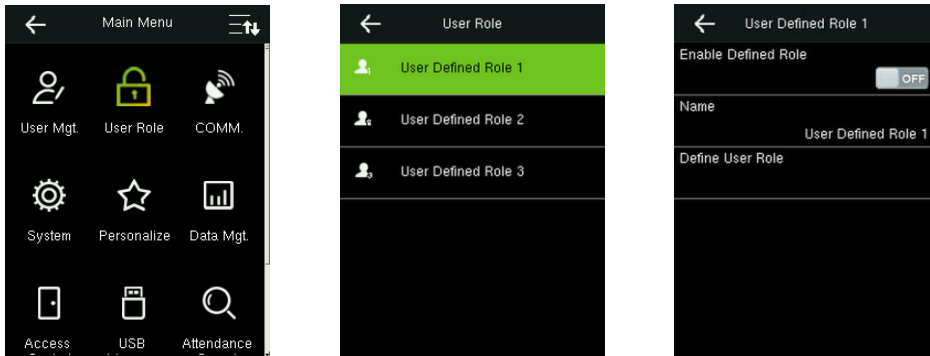 Main Menu
User Mgt.
User Role
COMM.
System
Personalize
Data Mgt.
Access
USB
Attendance
User Role
User Defined Role 1
User Defined Role 2
User Defined Role 3
User Defined Role 1
Enable Defined Role
OFF
Name
User Defined Role 1
Define User Role